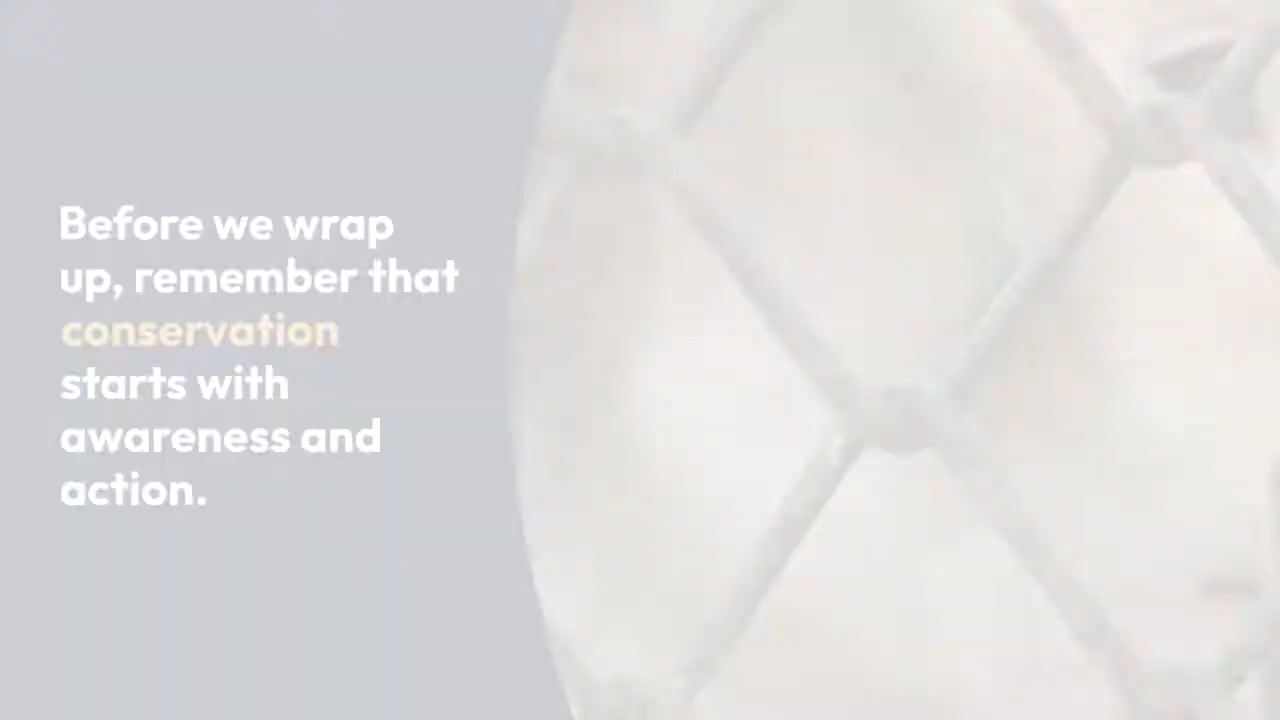 Before we wrap
up, remember that
conservation
starts with
awareness and
action.